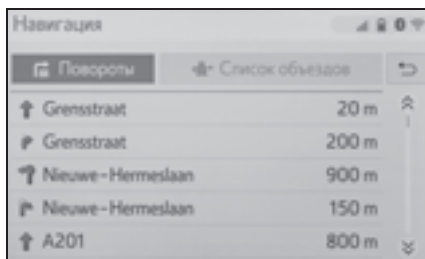 Навигация
Повороты Список объездов
Grensstraat 20 m
Grensstraat 200 m
Nieuwe-Hermeslaan 900 m
Nieuwe-Hermeslaan 150 m
A201 800 m